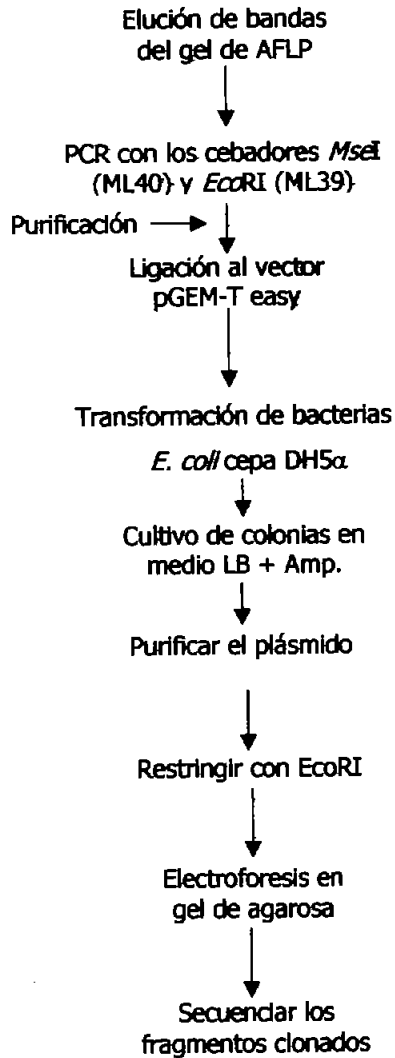 Elución de bandas
del gel de AFLP
PCR con los cebadores MseI
(ML40) y EcoRI (ML39)
Purificación
Ligación al vector
pGEM-T easy
Transformación de bacterias
E. coli cepa DH5α
Cultivo de colonias en
medio LB + Amp.
Purificar el plásmido
Restringir con EcoRI
Electroforesis en
gel de agarosa
Secuenciar los
fragmentos clonados